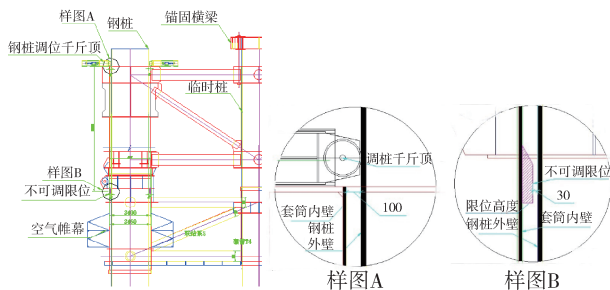 样图A
钢桩
锚固横梁
钢桩调位千斤顶
临时桩
样图B
不可调限位
空气帷幕
调桩千斤顶
套筒内壁
100
钢桩
外壁
样图A
不可调限位
限位高度
30
钢桩外壁
套筒内壁
样图B